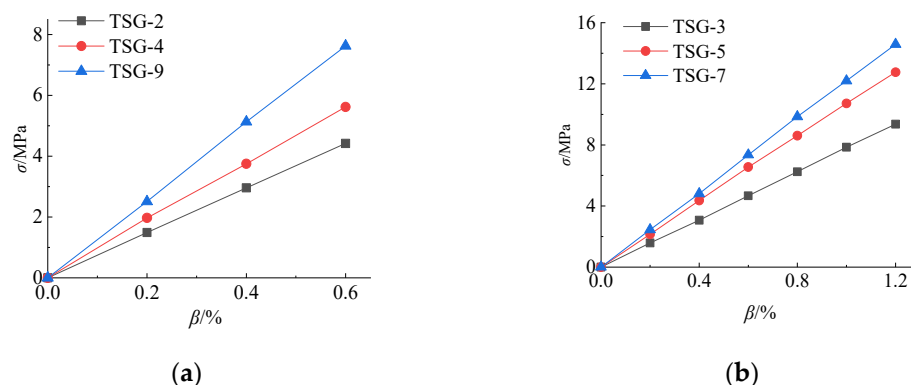 TSG-2
TSG-4
TSG-9
8
6
4
2
0
σ/MPa
0.0 0.2 0.4 0.6
β/%
(a)
TSG-3
TSG-5
TSG-7
16
12
8
4
0
σ/MPa
0.0 0.4 0.8 1.2
β/%
(b)